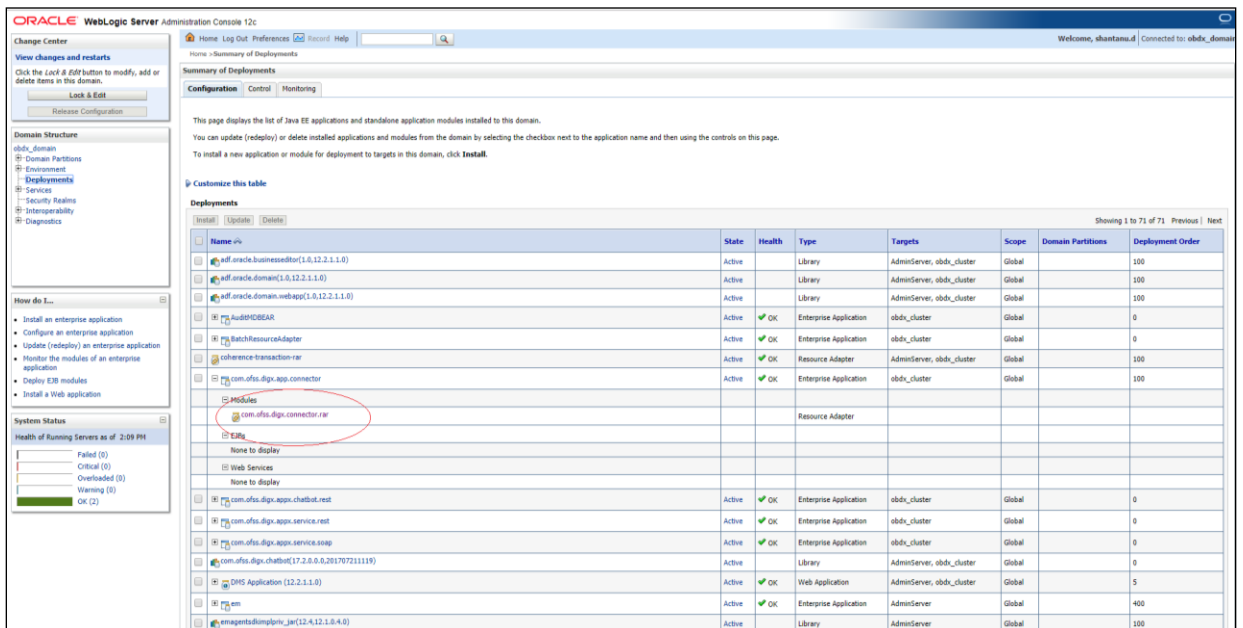 ORACLE WebLogic Server Administration Console 12c
Change Center
View changes and restarts
Click the Lock & Edit button to modify, add or
delete items in this domain.
Lock & Edit
Release Configuration
Domain Structure
obdx_domain
Domain Partitions
Environment
Deployments
Services
Security Realms
Interoperability
Diagnostics
How do I...
Install an enterprise application
Configure an enterprise application
Update (redeploy) an enterprise application
Monitor the modules of an enterprise
application
Deploy EJB modules
Install a Web application
System Status
Health of Running Servers as of 2:09 PM
Failed (0)
Critical (0)
Overloaded (0)
Warning (0)
OK (2)
Home Log Out Preferences Record Help
Welcome, shantanu.d Connected to: obdx_domain
Home >Summary of Deployments
Summary of Deployments
Configuration Control Monitoring
This page displays the list of Java EE applications and standalone application modules installed to this domain.
You can update (redeploy) or delete installed applications and modules from the domain by selecting the checkbox next to the application name and then using the controls on this page.
To install a new application or module for deployment to targets in this domain, click Install.
Customize this table
Deployments
Install Update Delete Showing 1 to 71 of 71 Previous | Next
Name State Health Type Targets Scope Domain Partitions Deployment Order
adf.oracle.businesseditor(1.0,12.2.1.1.0) Active Library AdminServer, obdx_cluster Global 100
adf.oracle.domain(1.0,12.2.1.1.0) Active Library AdminServer, obdx_cluster Global 100
adf.oracle.domain.webapp(1.0,12.2.1.1.0) Active Library AdminServer, obdx_cluster Global 100
AuditMDBEAR Active OK Enterprise Application obdx_cluster Global 0
BatchResourceAdapter Active OK Enterprise Application obdx_cluster Global 0
coherence-transaction-rar Active OK Resource Adapter AdminServer, obdx_cluster Global 100
com.ofss.digx.app.connector Active OK Enterprise Application obdx_cluster Global 100
Modules
com.ofss.digx.connector.rar Resource Adapter
EJBs
None to display
Web Services
None to display
com.ofss.digx.appx.chatbot.rest Active OK Enterprise Application obdx_cluster Global 0
com.ofss.digx.appx.service.rest Active OK Enterprise Application obdx_cluster Global 0
com.ofss.digx.appx.service.soap Active OK Enterprise Application obdx_cluster Global 0
com.ofss.digx.chatbot(17.2.0.0.0,201707211119) Active Library AdminServer, obdx_cluster Global 100
DMS Application (12.2.1.1.0) Active OK Web Application AdminServer, obdx_cluster Global 5
em Active OK Enterprise Application AdminServer Global 400
emagentsdkimplpriv_jar(12.4,12.1.0.4.0) Active Library AdminServer Global 100